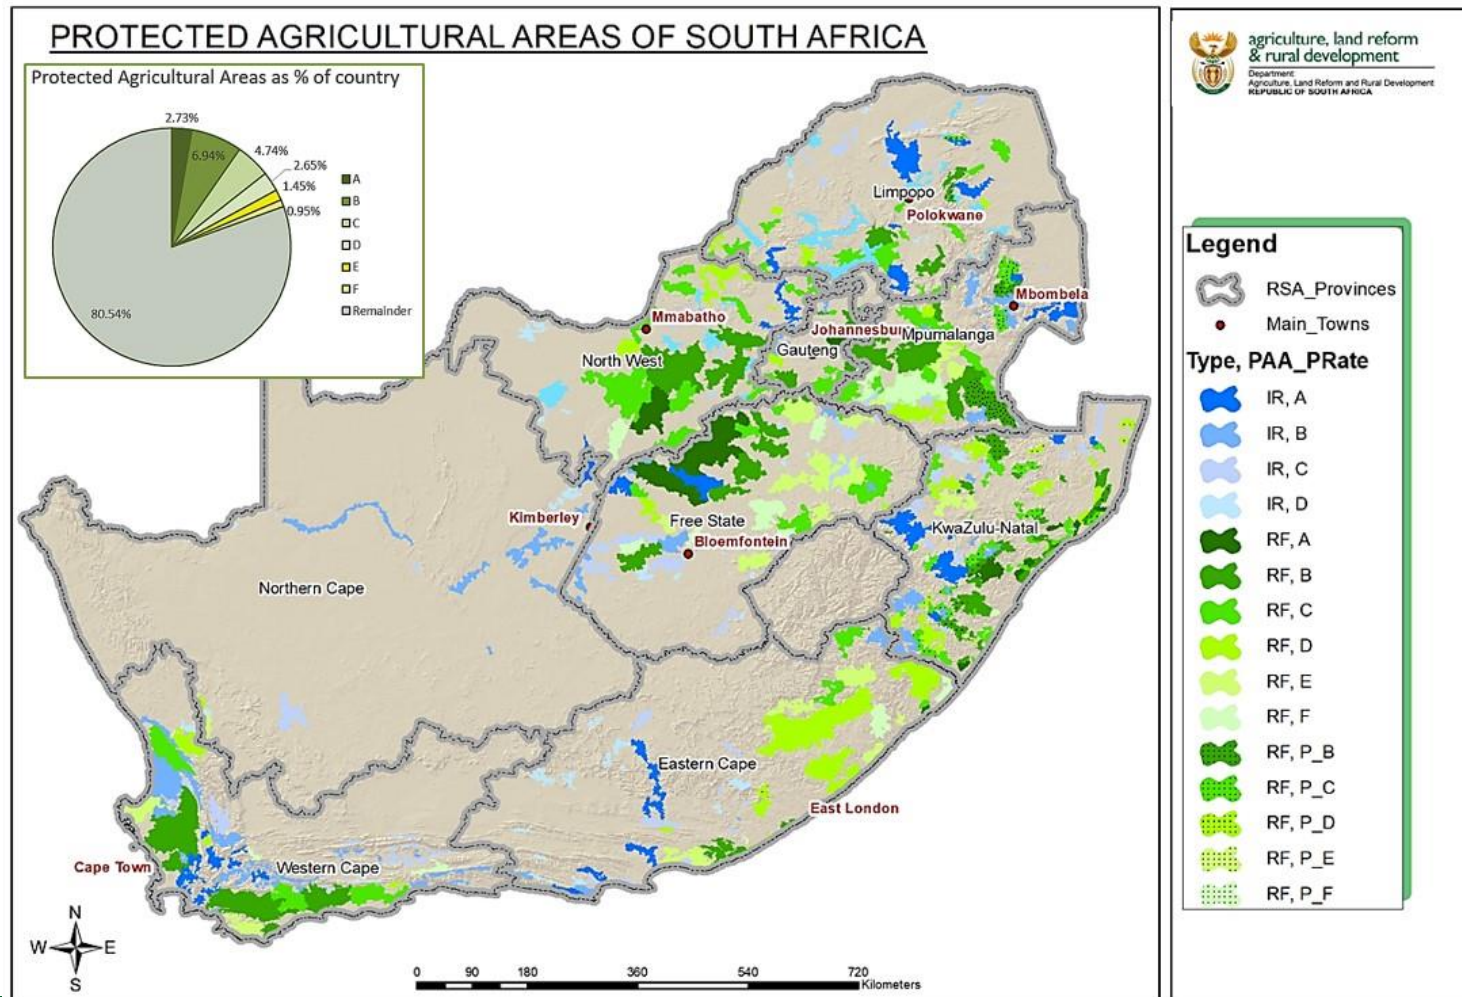 PROTECTED AGRICULTURAL AREAS OF SOUTH AFRICA
Protected Agricultural Areas as % of country
2.73%
6.94%
4.74%
2.65%
1.45%
0.95%
80.54%
A
B
C
D
E
F
Remainder
Limpopo
Polokwane
Mbombela
Mmabatho
Johannesbur
Mpumalanga
Gauteng
North West
Kimberley
Free State
Bloemfontein
KwaZulu-Natal
Northern Cape
Eastern Cape
East London
Western Cape
Cape Town
N
W
E
S
0
90
180
360
540
720
Kilometers
agriculture, land reform
& rural development
Department:
Agriculture, Land Reform and Rural Development
REPUBLIC OF SOUTH AFRICA
Legend
RSA_Provinces
Main_Towns
Type, PAA_PRate
IR, A
IR, B
IR, C
IR, D
RF, A
RF, B
RF, C
RF, D
RF, E
RF, F
RF, P_B
RF, P_C
RF, P_D
RF, P_E
RF, P_F